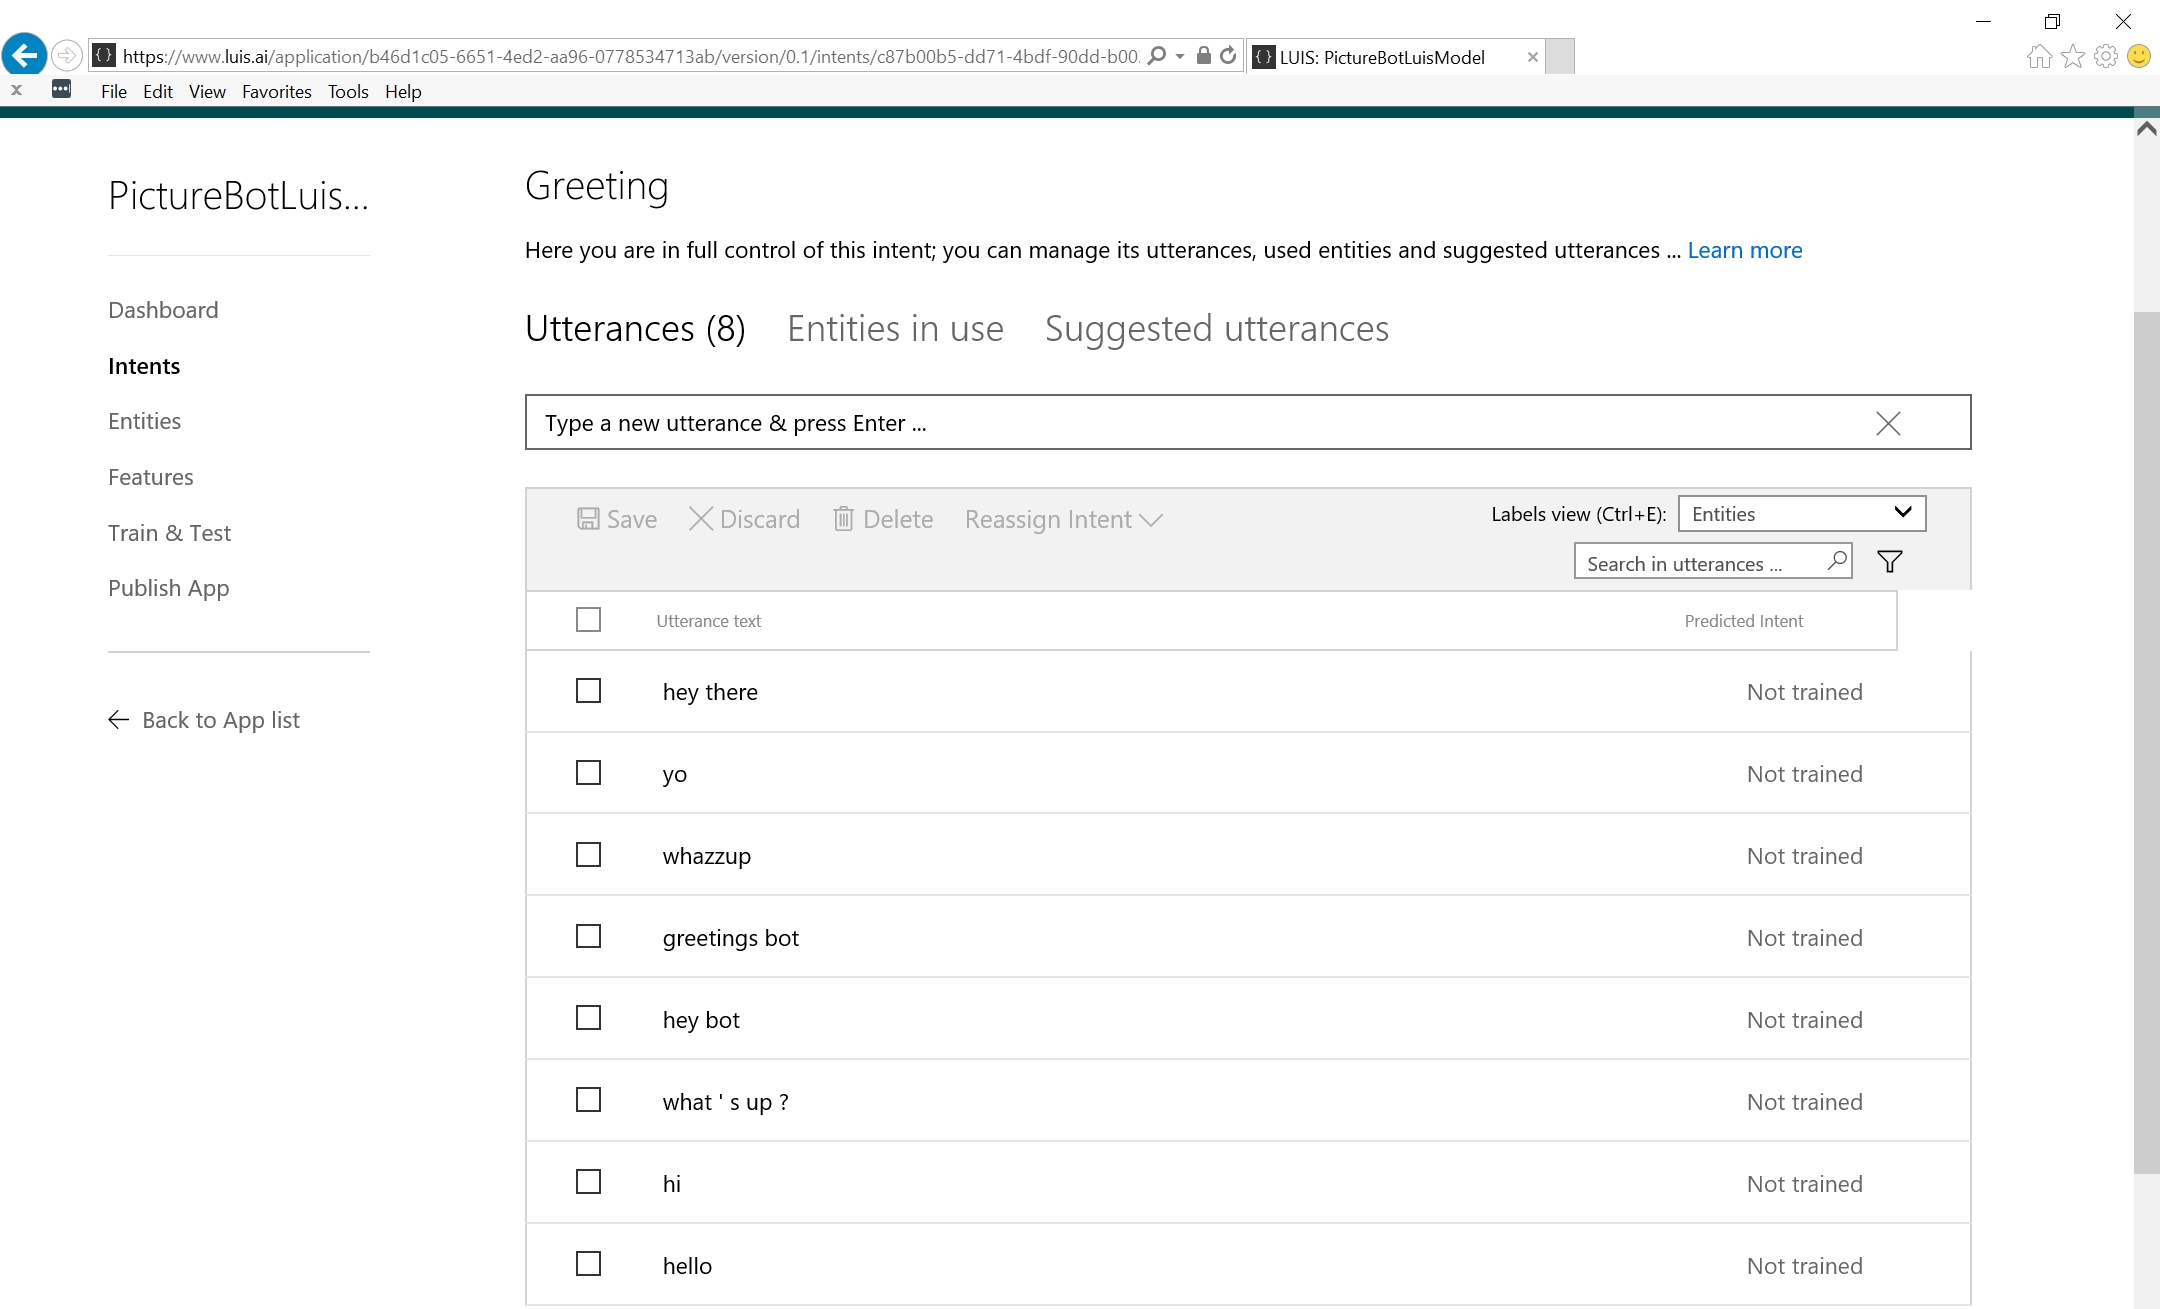 https://www.luis.ai/application/b46d1c05-6651-4ed2-aa96-0778534713ab/version/0.1/intents/c87b00b5-dd71-4bdf-90dd-b00
LUIS: PictureBotLuisModel
File Edit View Favorites Tools Help
PictureBotLuis...
Dashboard
Intents
Entities
Features
Train & Test
Publish App
Back to App list
Greeting
Here you are in full control of this intent; you can manage its utterances, used entities and suggested utterances ... Learn more
Utterances (8) Entities in use Suggested utterances
Type a new utterance & press Enter ...
Save Discard Delete Reassign Intent
Labels view (Ctrl+E): Entities
Search in utterances ...
Utterance text Predicted Intent
hey there Not trained
yo Not trained
whazzup Not trained
greetings bot Not trained
hey bot Not trained
what ' s up ? Not trained
hi Not trained
hello Not trained